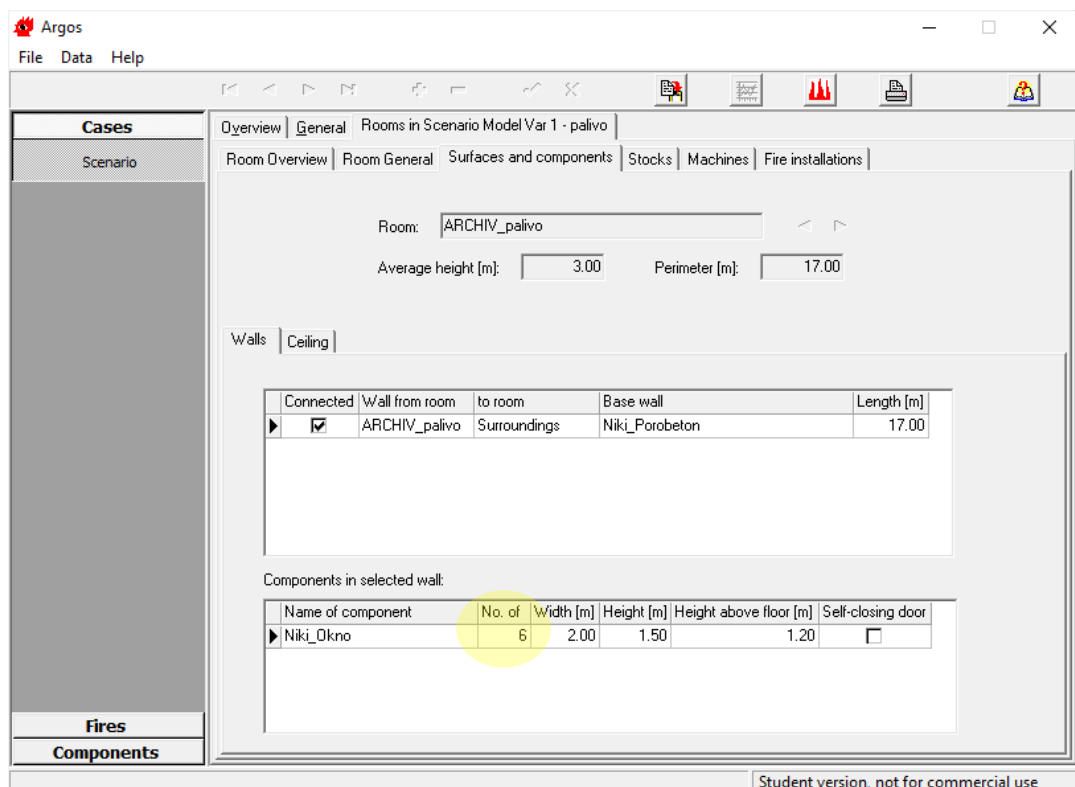 Argos
File Data Help
Cases
Scenario
Overview General Rooms in Scenario Model Var 1 - palivo
Room Overview Room General Surfaces and components Stocks Machines Fire installations
Room: ARCHIV_palivo
Average height [m]: 3.00 Perimeter [m]: 17.00
Walls Ceiling
Connected Wall from room to room Base wall Length [m]
ARCHIV_palivo Surroundings Niki_Porobeton 17.00
Components in selected wall:
Name of component No. of Width [m] Height [m] Height above floor [m] Self-closing door
Niki_Okno 6 2.00 1.50 1.20
Fires
Components
Student version, not for commercial use